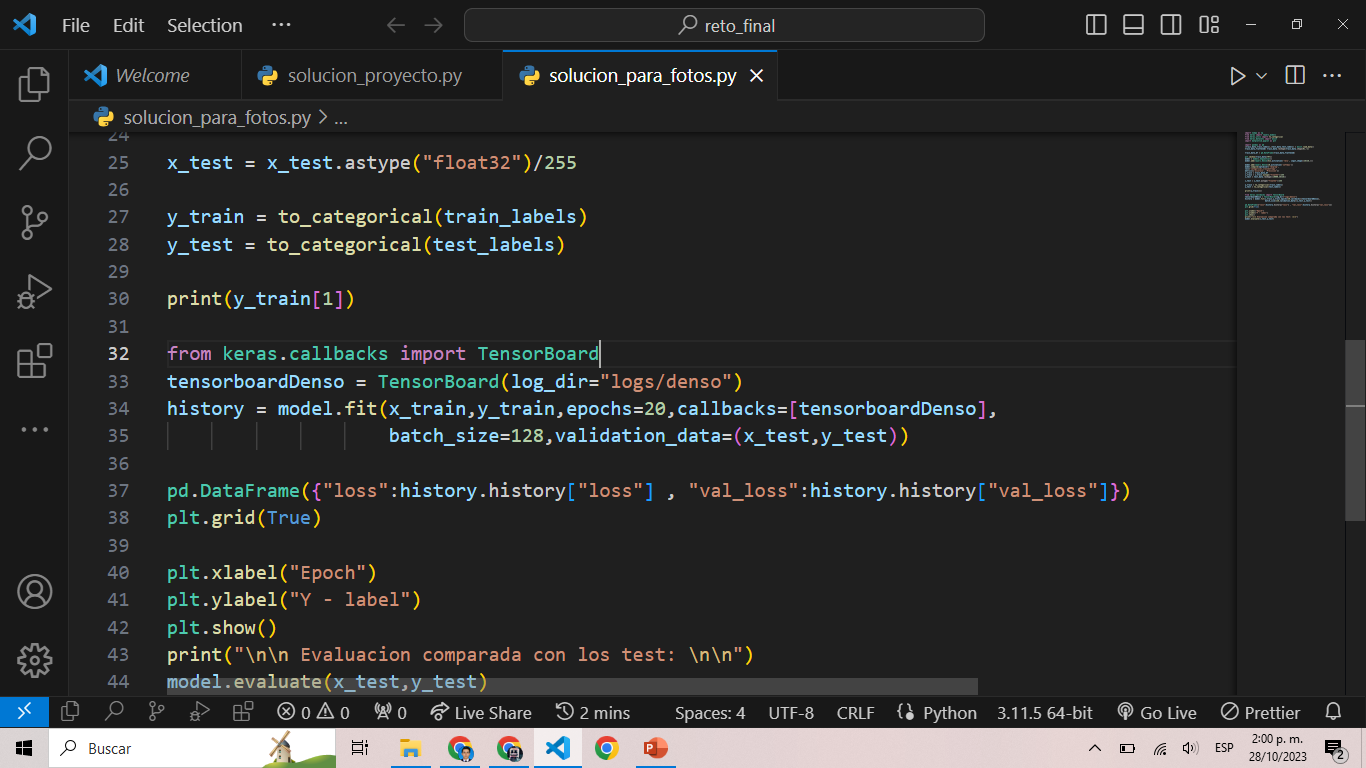 File Edit Selection ··· reto_final
Welcome solucion_proyecto.py solucion_para_fotos.py
solucion_para_fotos.py > ...
24
25 x_test = x_test.astype("float32")/255
26
27 y_train = to_categorical(train_labels)
28 y_test = to_categorical(test_labels)
29
30 print(y_train[1])
31
32 from keras.callbacks import TensorBoard
33 tensorboardDenso = TensorBoard(log_dir="logs/denso")
34 history = model.fit(x_train,y_train,epochs=20,callbacks=[tensorboardDenso],
35 batch_size=128,validation_data=(x_test,y_test))
36
37 pd.DataFrame({"loss":history.history["loss"] , "val_loss":history.history["val_loss"]})
38 plt.grid(True)
39
40 plt.xlabel("Epoch")
41 plt.ylabel("Y - label")
42 plt.show()
43 print("\n\n Evaluacion comparada con los test: \n\n")
44 model.evaluate(x_test,y_test)
0 0 0 Live Share 2 mins Spaces: 4 UTF-8 CRLF Python 3.11.5 64-bit Go Live Prettier
Buscar ESP 2:00 p. m.
28/10/2023 2